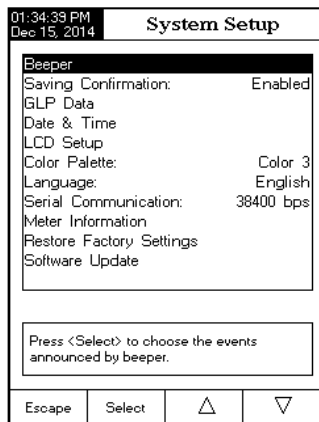 01:34:39 PM
Dec 15, 2014
System Setup
Beeper
Saving Confirmation: Enabled
GLP Data
Date & Time
LCD Setup
Color Palette: Color 3
Language: English
Serial Communication: 38400 bps
Meter Information
Restore Factory Settings
Software Update
Press <Select> to choose the events
announced by beeper.
Escape Select